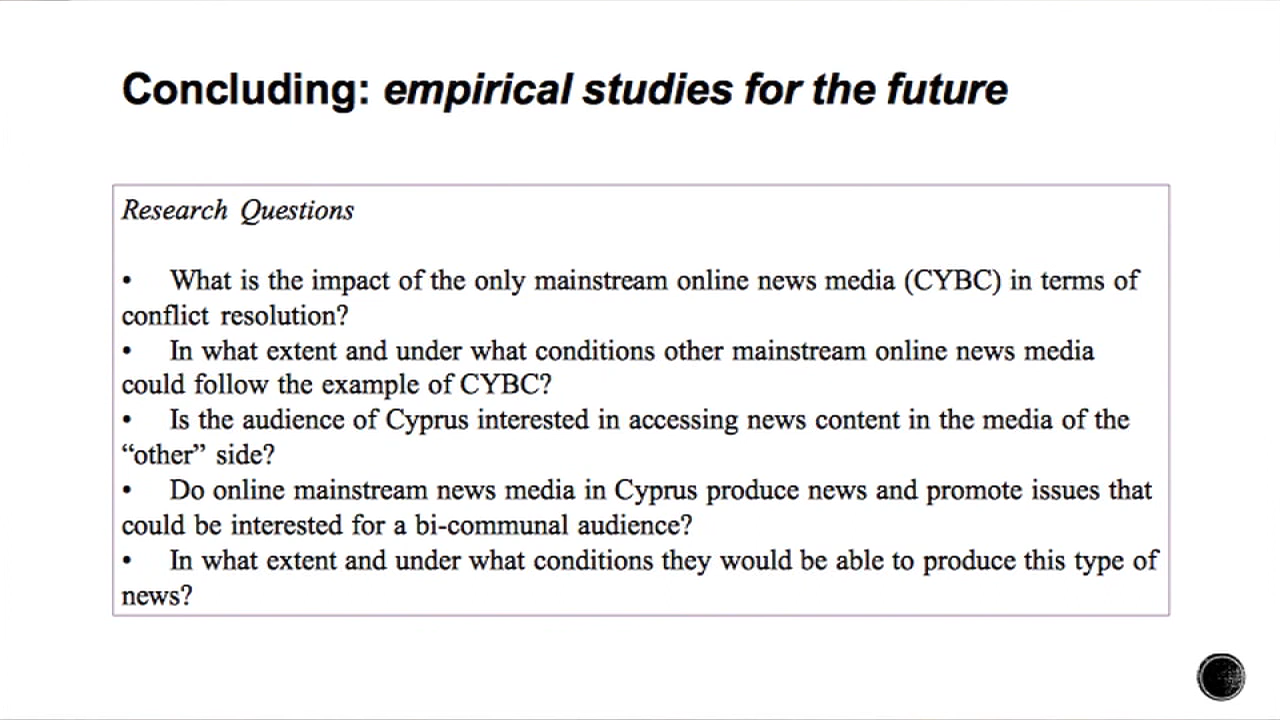 Concluding: empirical studies for the future
Research Questions
• What is the impact of the only mainstream online news media (CYBC) in terms of
conflict resolution?
• In what extent and under what conditions other mainstream online news media
could follow the example of CYBC?
• Is the audience of Cyprus interested in accessing news content in the media of the
“other” side?
• Do online mainstream news media in Cyprus produce news and promote issues that
could be interested for a bi-communal audience?
• In what extent and under what conditions they would be able to produce this type of
news?